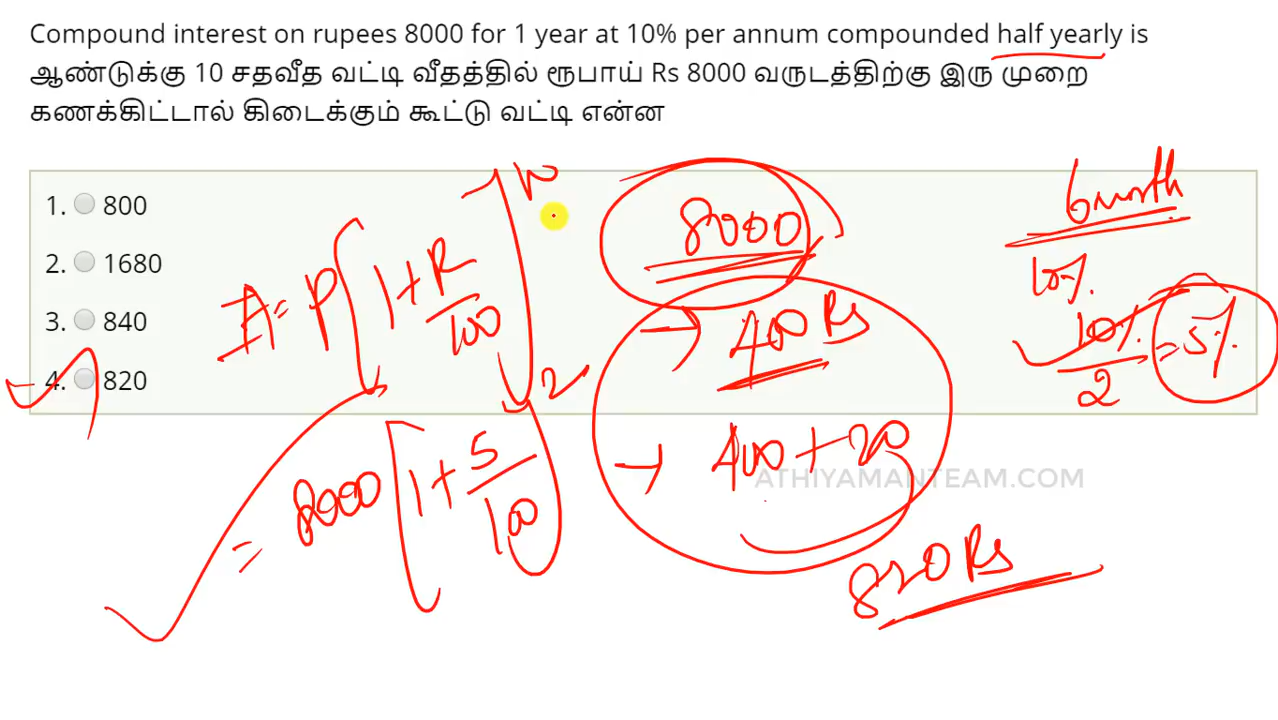 Compound interest on rupees 8000 for 1 year at 10% per annum compounded half yearly is
ஆண்டுக்கு 10 சதவீத வட்டி வீதத்தில் ரூபாய் Rs 8000 வருடத்திற்கு இரு முறை
கணக்கிட்டால் கிடைக்கும் கூட்டு வட்டி என்ன
1. 800
2. 1680
3. 840
4. 820
A = P [1 + R/100]^n
2
= 8000 [1 + 5/100]
8000
→ 400 Rs
→ 400 + 20
820 Rs
6 month
10%
10%/2 = 5%
ATHIYAMANTEAM.COM